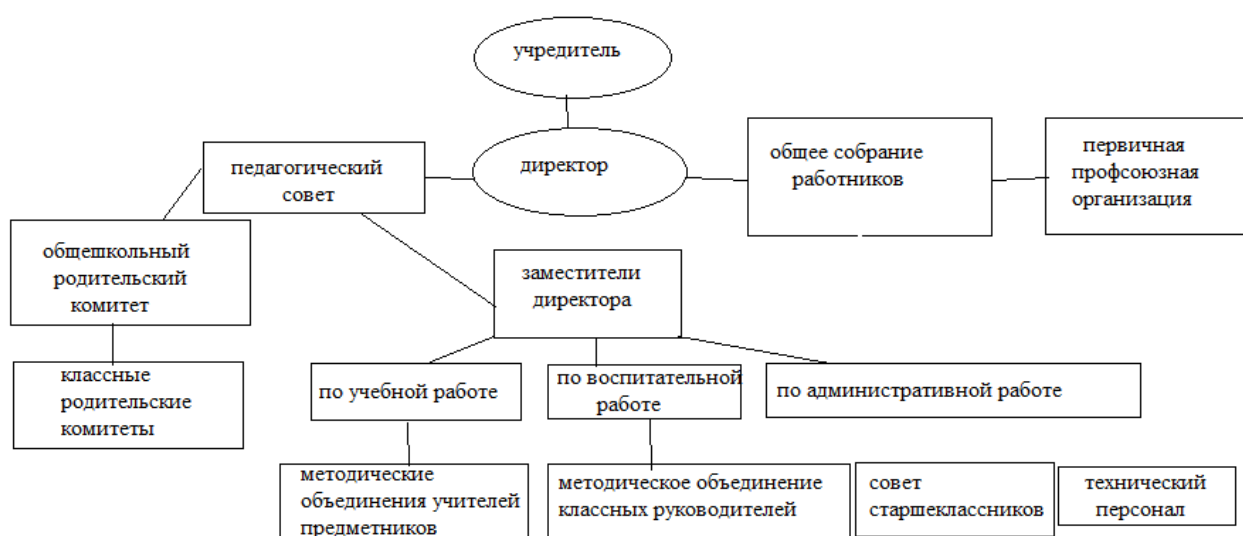 учредитель
директор
педагогический
совет
общее собрание
работников
первичная
профсоюзная
организация
общешкольный
родительский
комитет
заместители
директора
классные
родительские
комитеты
по учебной работе
по воспитательной
работе
по административной работе
методические
объединения учителей
предметников
методическое объединение
классных руководителей
совет
старшеклассников
технический
персонал